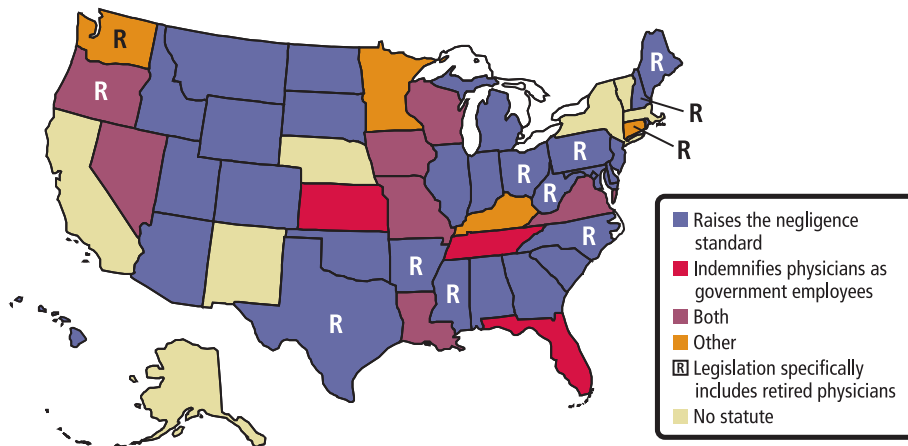 R
R
R
R
R
R
R
R
R
R
R
R
Raises the negligence
standard
Indemnifies physicians as
government employees
Both
Other
R Legislation specifically
includes retired physicians
No statute